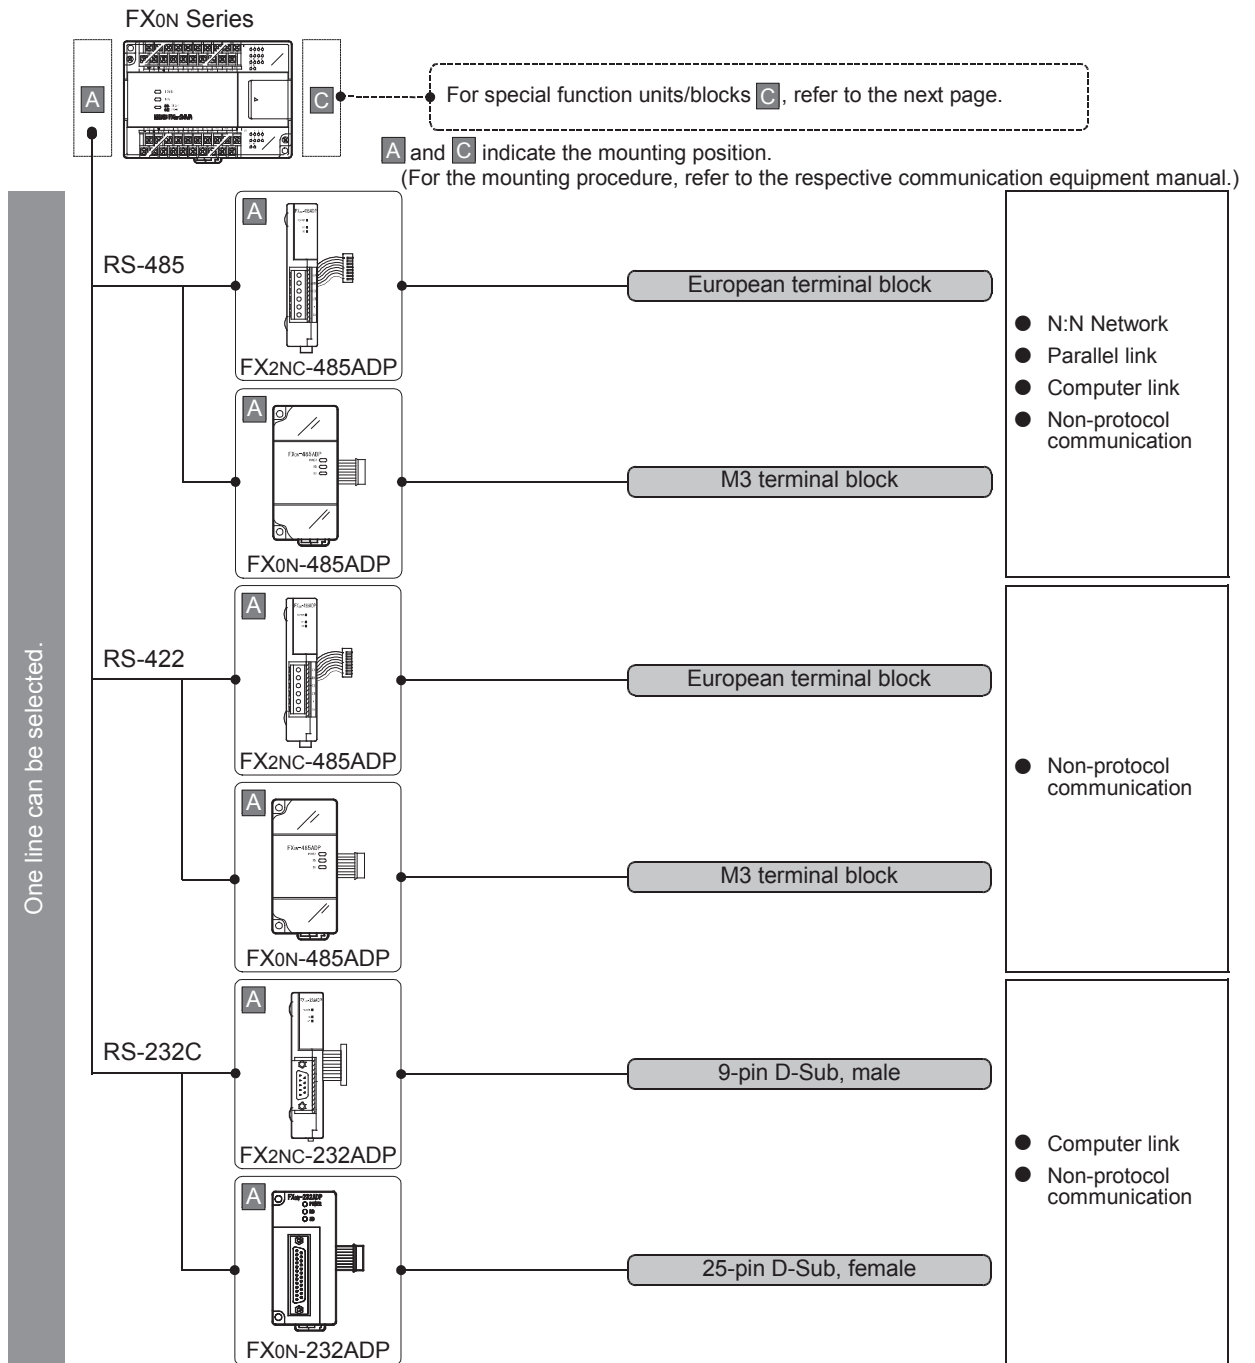 FX0N Series
A
C
For special function units/blocks C, refer to the next page.
A and C indicate the mounting position.
(For the mounting procedure, refer to the respective communication equipment manual.)
One line can be selected.
RS-485
A
FX2NC-485ADP
European terminal block
A
FX0N-485ADP
M3 terminal block
● N:N Network
● Parallel link
● Computer link
● Non-protocol
communication
RS-422
A
FX2NC-485ADP
European terminal block
A
FX0N-485ADP
M3 terminal block
● Non-protocol
communication
RS-232C
A
FX2NC-232ADP
9-pin D-Sub, male
A
FX0N-232ADP
25-pin D-Sub, female
● Computer link
● Non-protocol
communication